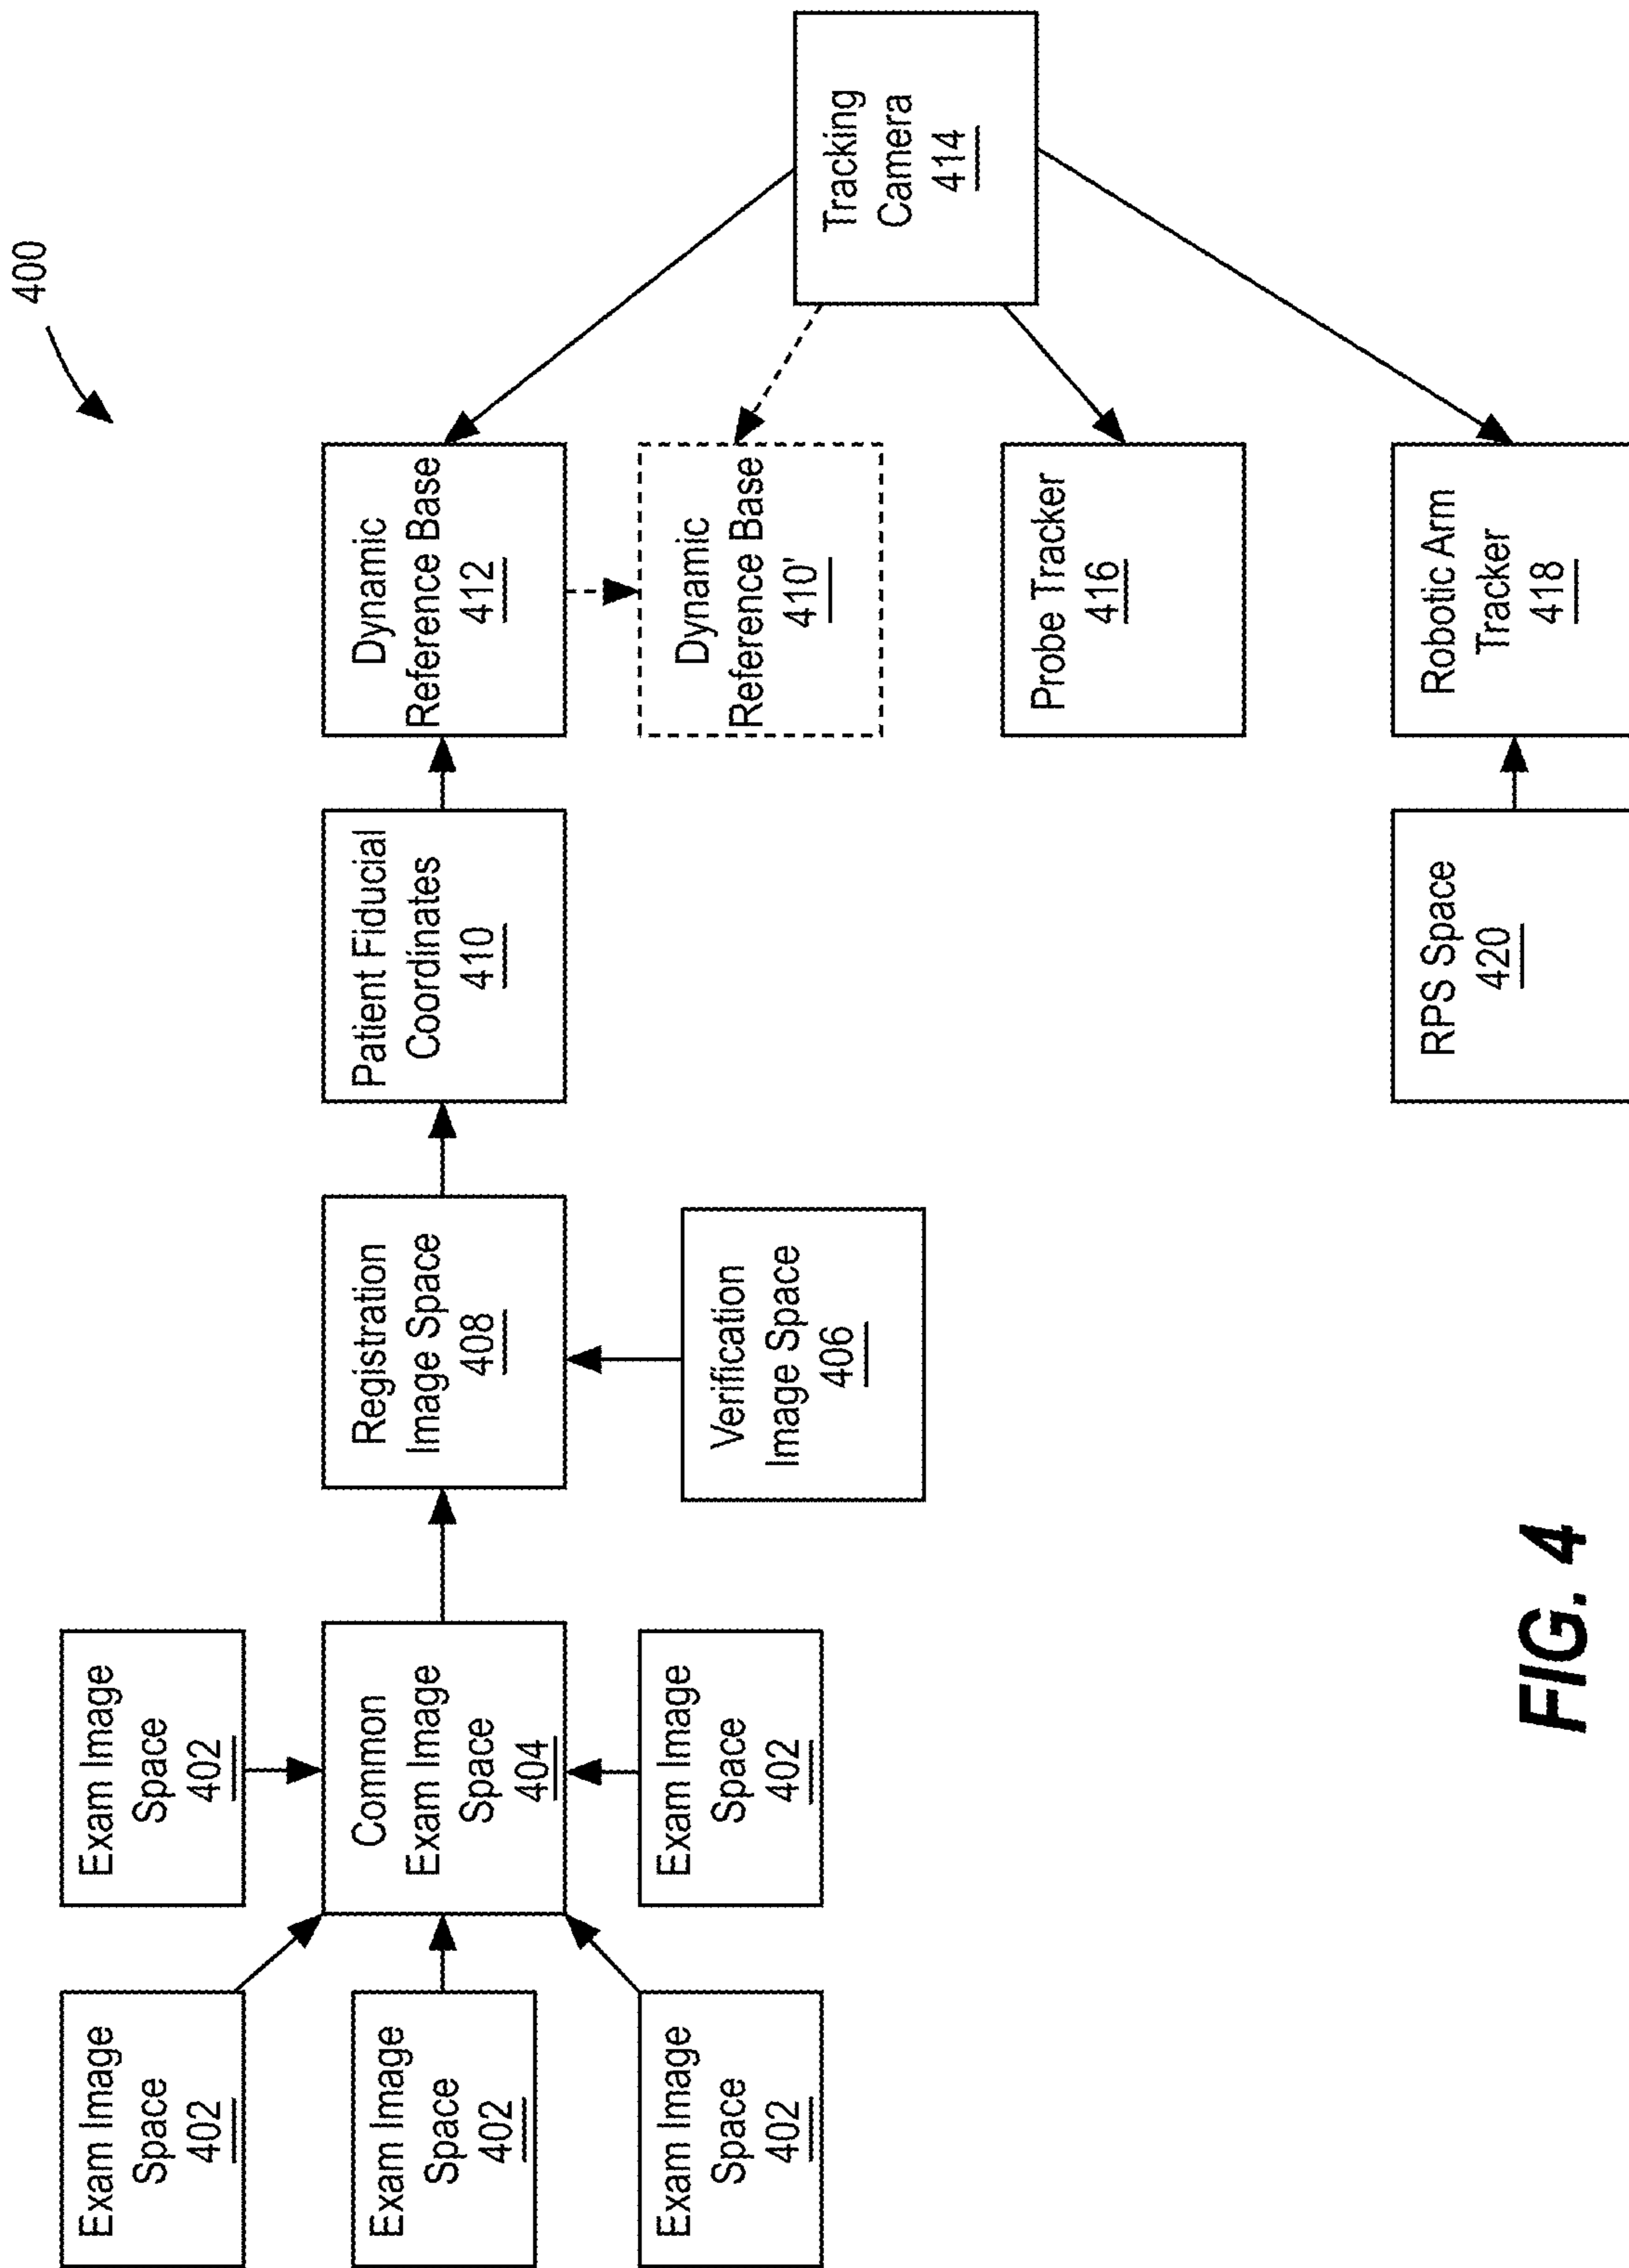 400
Exam Image
Space
402
Exam Image
Space
402
Exam Image
Space
402
Common
Exam Image
Space
404
Exam Image
Space
402
Exam Image
Space
402
Registration
Image Space
408
Verification
Image Space
406
Patient Fiducial
Coordinates
410
Dynamic
Reference Base
412
Dynamic
Reference Base
410'
Tracking
Camera
414
Probe Tracker
416
Robotic Arm
Tracker
418
RPS Space
420
FIG. 4